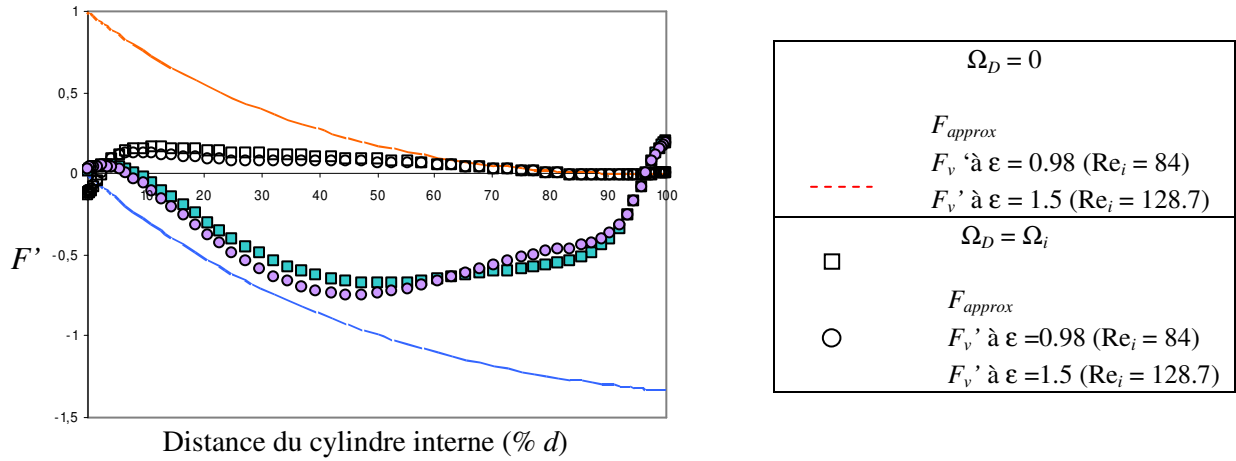 1
0,5
0
10 20 30 40 50 60 70 80 90 100
F’
-0,5
-1
-1,5
Distance du cylindre interne (% d)
Ω_D = 0
F_approx
F_v ‘à ε = 0.98 (Re_i = 84)
F_v’ à ε = 1.5 (Re_i = 128.7)
Ω_D = Ω_i
F_approx
F_v’ à ε =0.98 (Re_i = 84)
F_v’ à ε =1.5 (Re_i = 128.7)